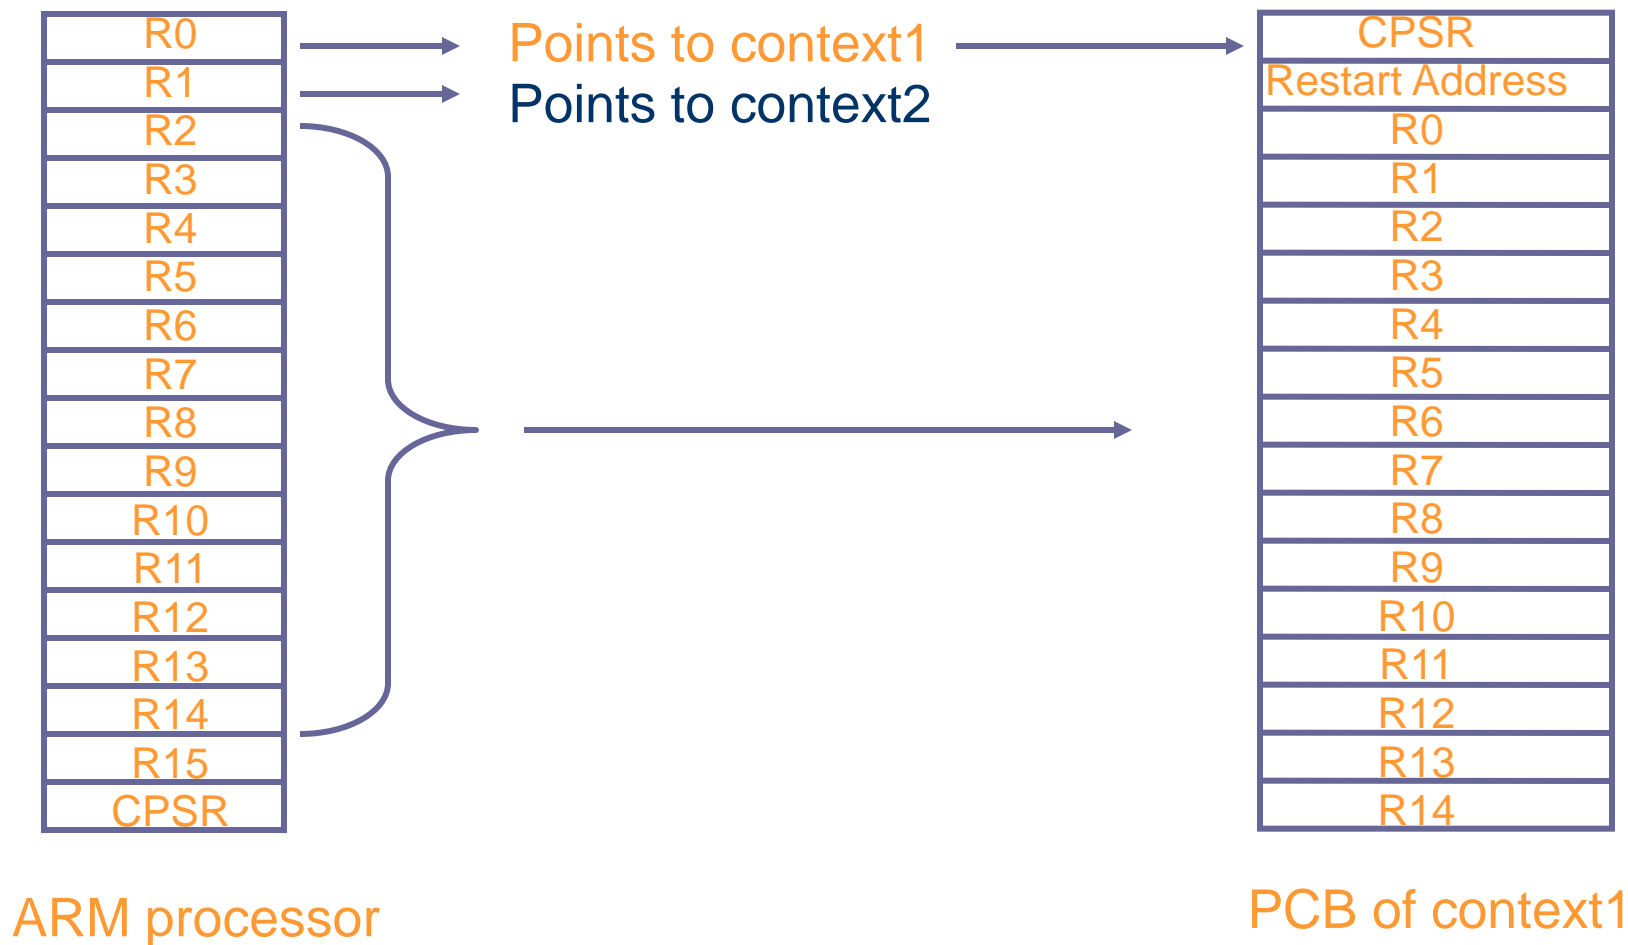 R0
R1
R2
R3
R4
R5
R6
R7
R8
R9
R10
R11
R12
R13
R14
R15
CPSR
ARM processor
Points to context1
Points to context2
CPSR
Restart Address
R0
R1
R2
R3
R4
R5
R6
R7
R8
R9
R10
R11
R12
R13
R14
PCB of context1